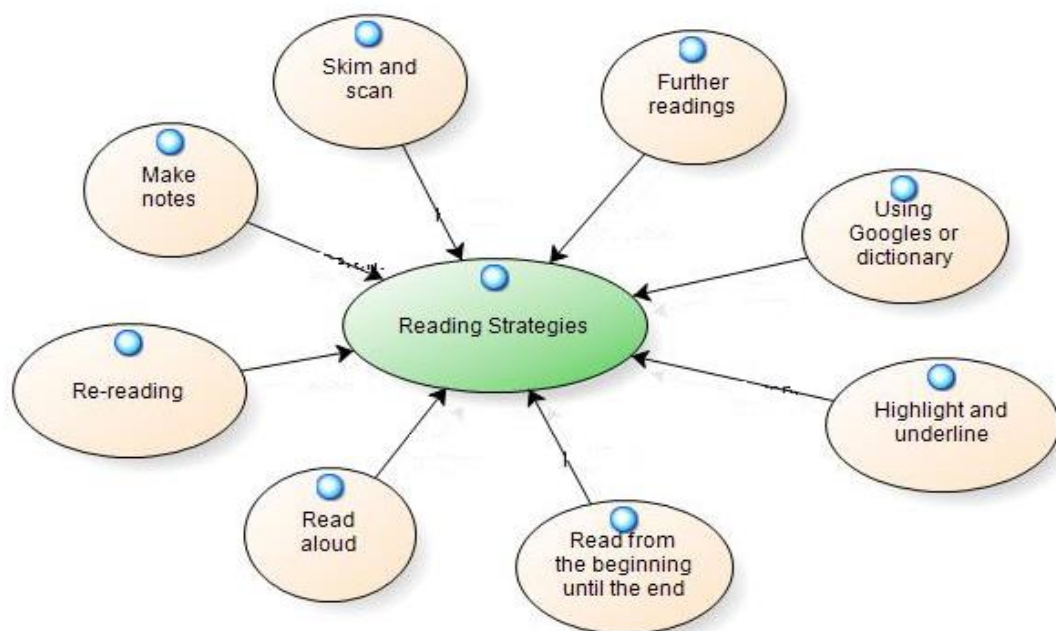 Skim and
scan
Further
readings
Make
notes
Using
Googles or
dictionary
Reading Strategies
Re-reading
Highlight and
underline
Read
aloud
Read from
the beginning
until the end